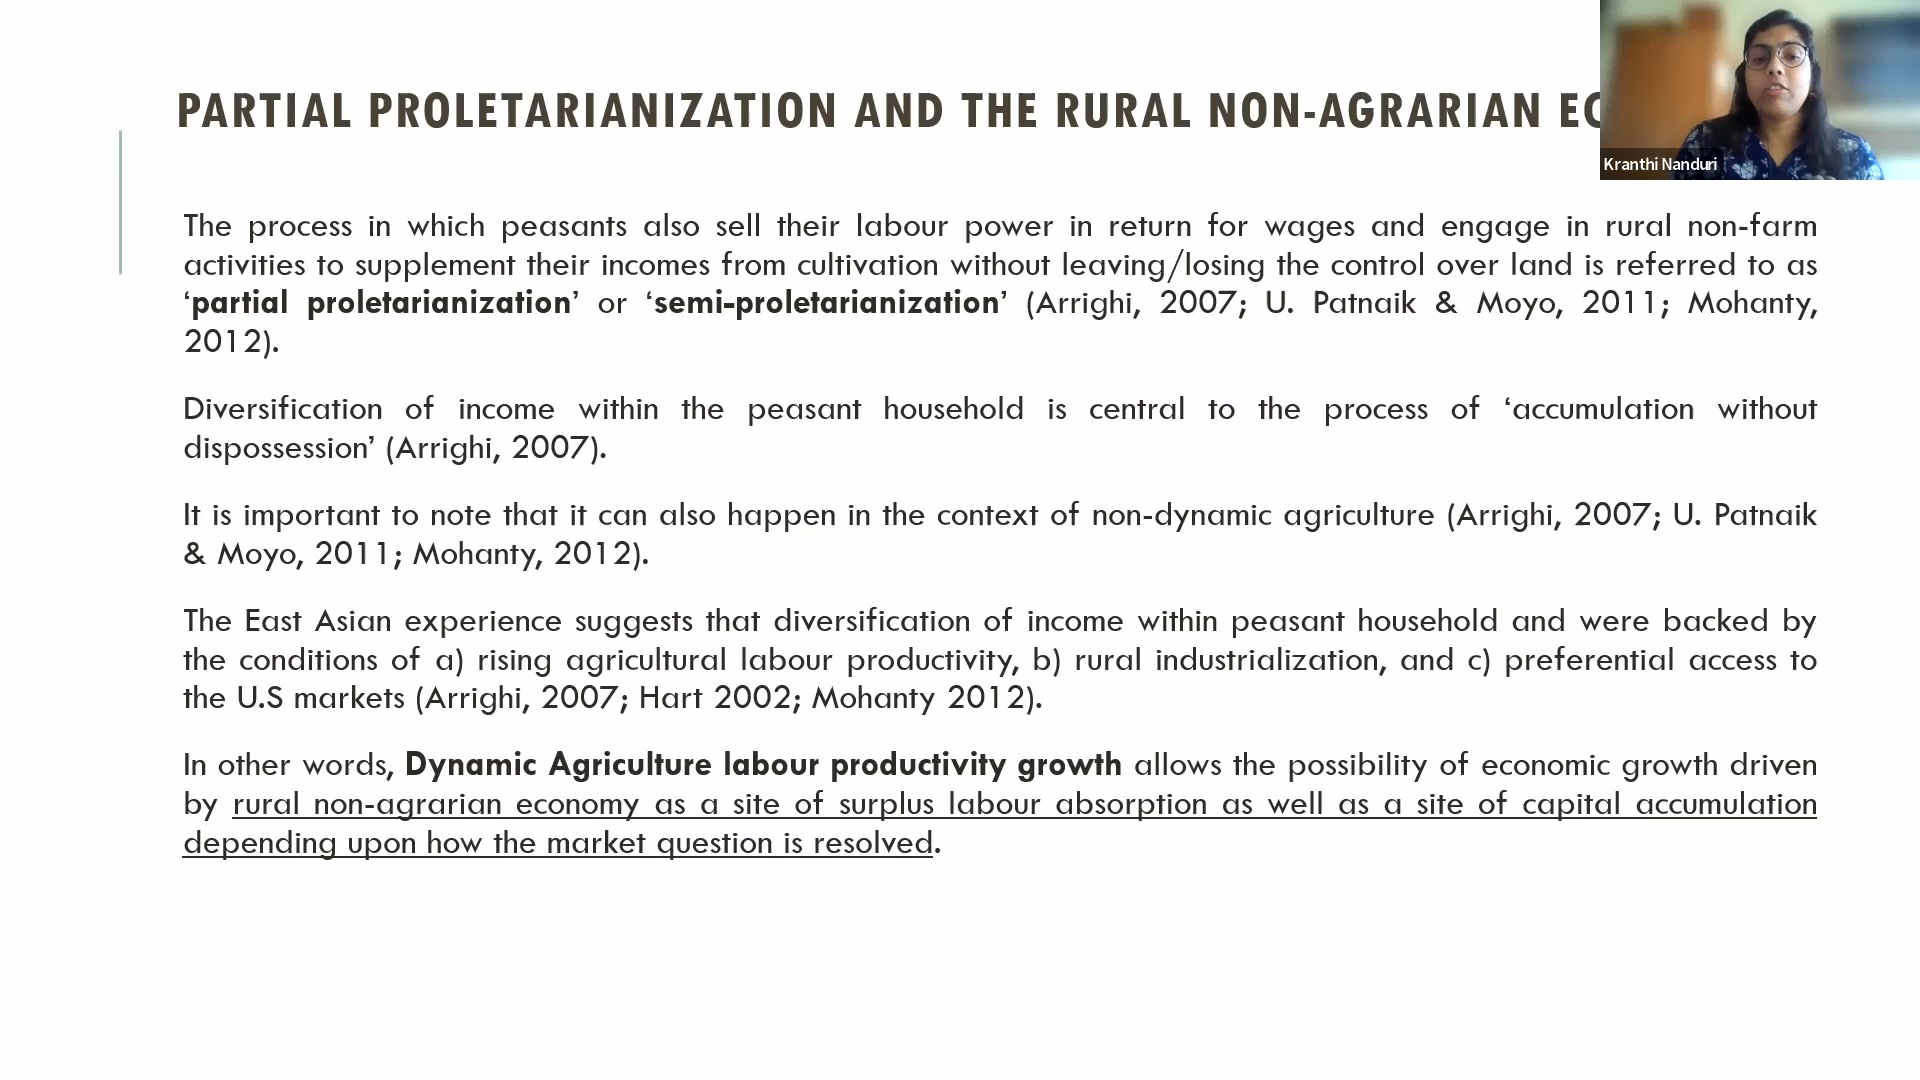 PARTIAL PROLETARIANIZATION AND THE RURAL NON-AGRARIAN
Kranthi Nanduri
The process in which peasants also sell their labour power in return for wages and engage in rural non-farm
activities to supplement their incomes from cultivation without leaving/losing the control over land is referred to as
‘partial proletarianization’ or ‘semi-proletarianization’ (Arrighi, 2007; U. Patnaik & Moyo, 2011; Mohanty,
2012).
Diversification of income within the peasant household is central to the process of ‘accumulation without
dispossession’ (Arrighi, 2007).
It is important to note that it can also happen in the context of non-dynamic agriculture (Arrighi, 2007; U. Patnaik
& Moyo, 2011; Mohanty, 2012).
The East Asian experience suggests that diversification of income within peasant household and were backed by
the conditions of a) rising agricultural labour productivity, b) rural industrialization, and c) preferential access to
the U.S markets (Arrighi, 2007; Hart 2002; Mohanty 2012).
In other words, Dynamic Agriculture labour productivity growth allows the possibility of economic growth driven
by rural non-agrarian economy as a site of surplus labour absorption as well as a site of capital accumulation
depending upon how the market question is resolved.